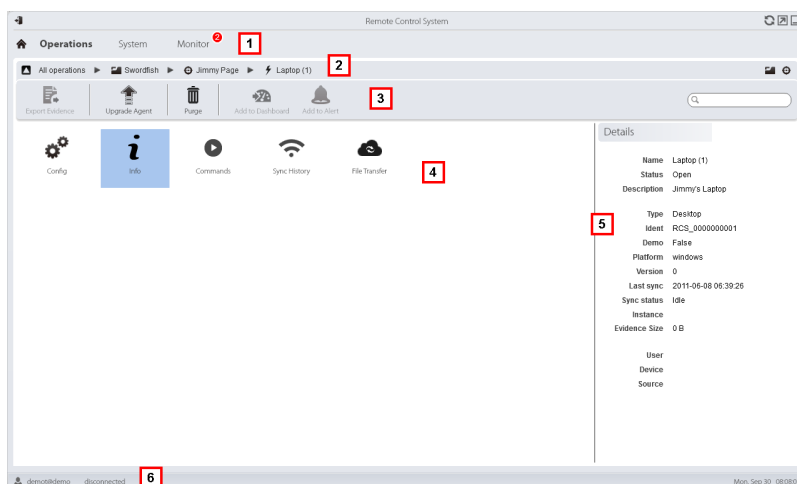 Remote Control System
Operations System Monitor 2 1
All operations Swordfish Jimmy Page Laptop (1) 2
Export Evidence Upgrade Agent Purge Add to Dashboard Add to Alert 3
Details
Config Info Commands Sync History File Transfer 4
Name Laptop (1)
Status Open
Description Jimmy's Laptop
Type Desktop
5
Ident RCS_0000000001
Demo False
Platform windows
Version 0
Last sync 2011-06-08 06:39:26
Sync status Idle
Instance
Evidence Size 0 B
User
Device
Source
disconnected 6 Mon, Sep 30